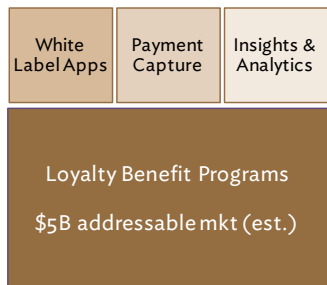 White
Label Apps
Payment
Capture
Insights &
Analytics
Loyalty Benefit Programs
$5B addressable mkt (est.)